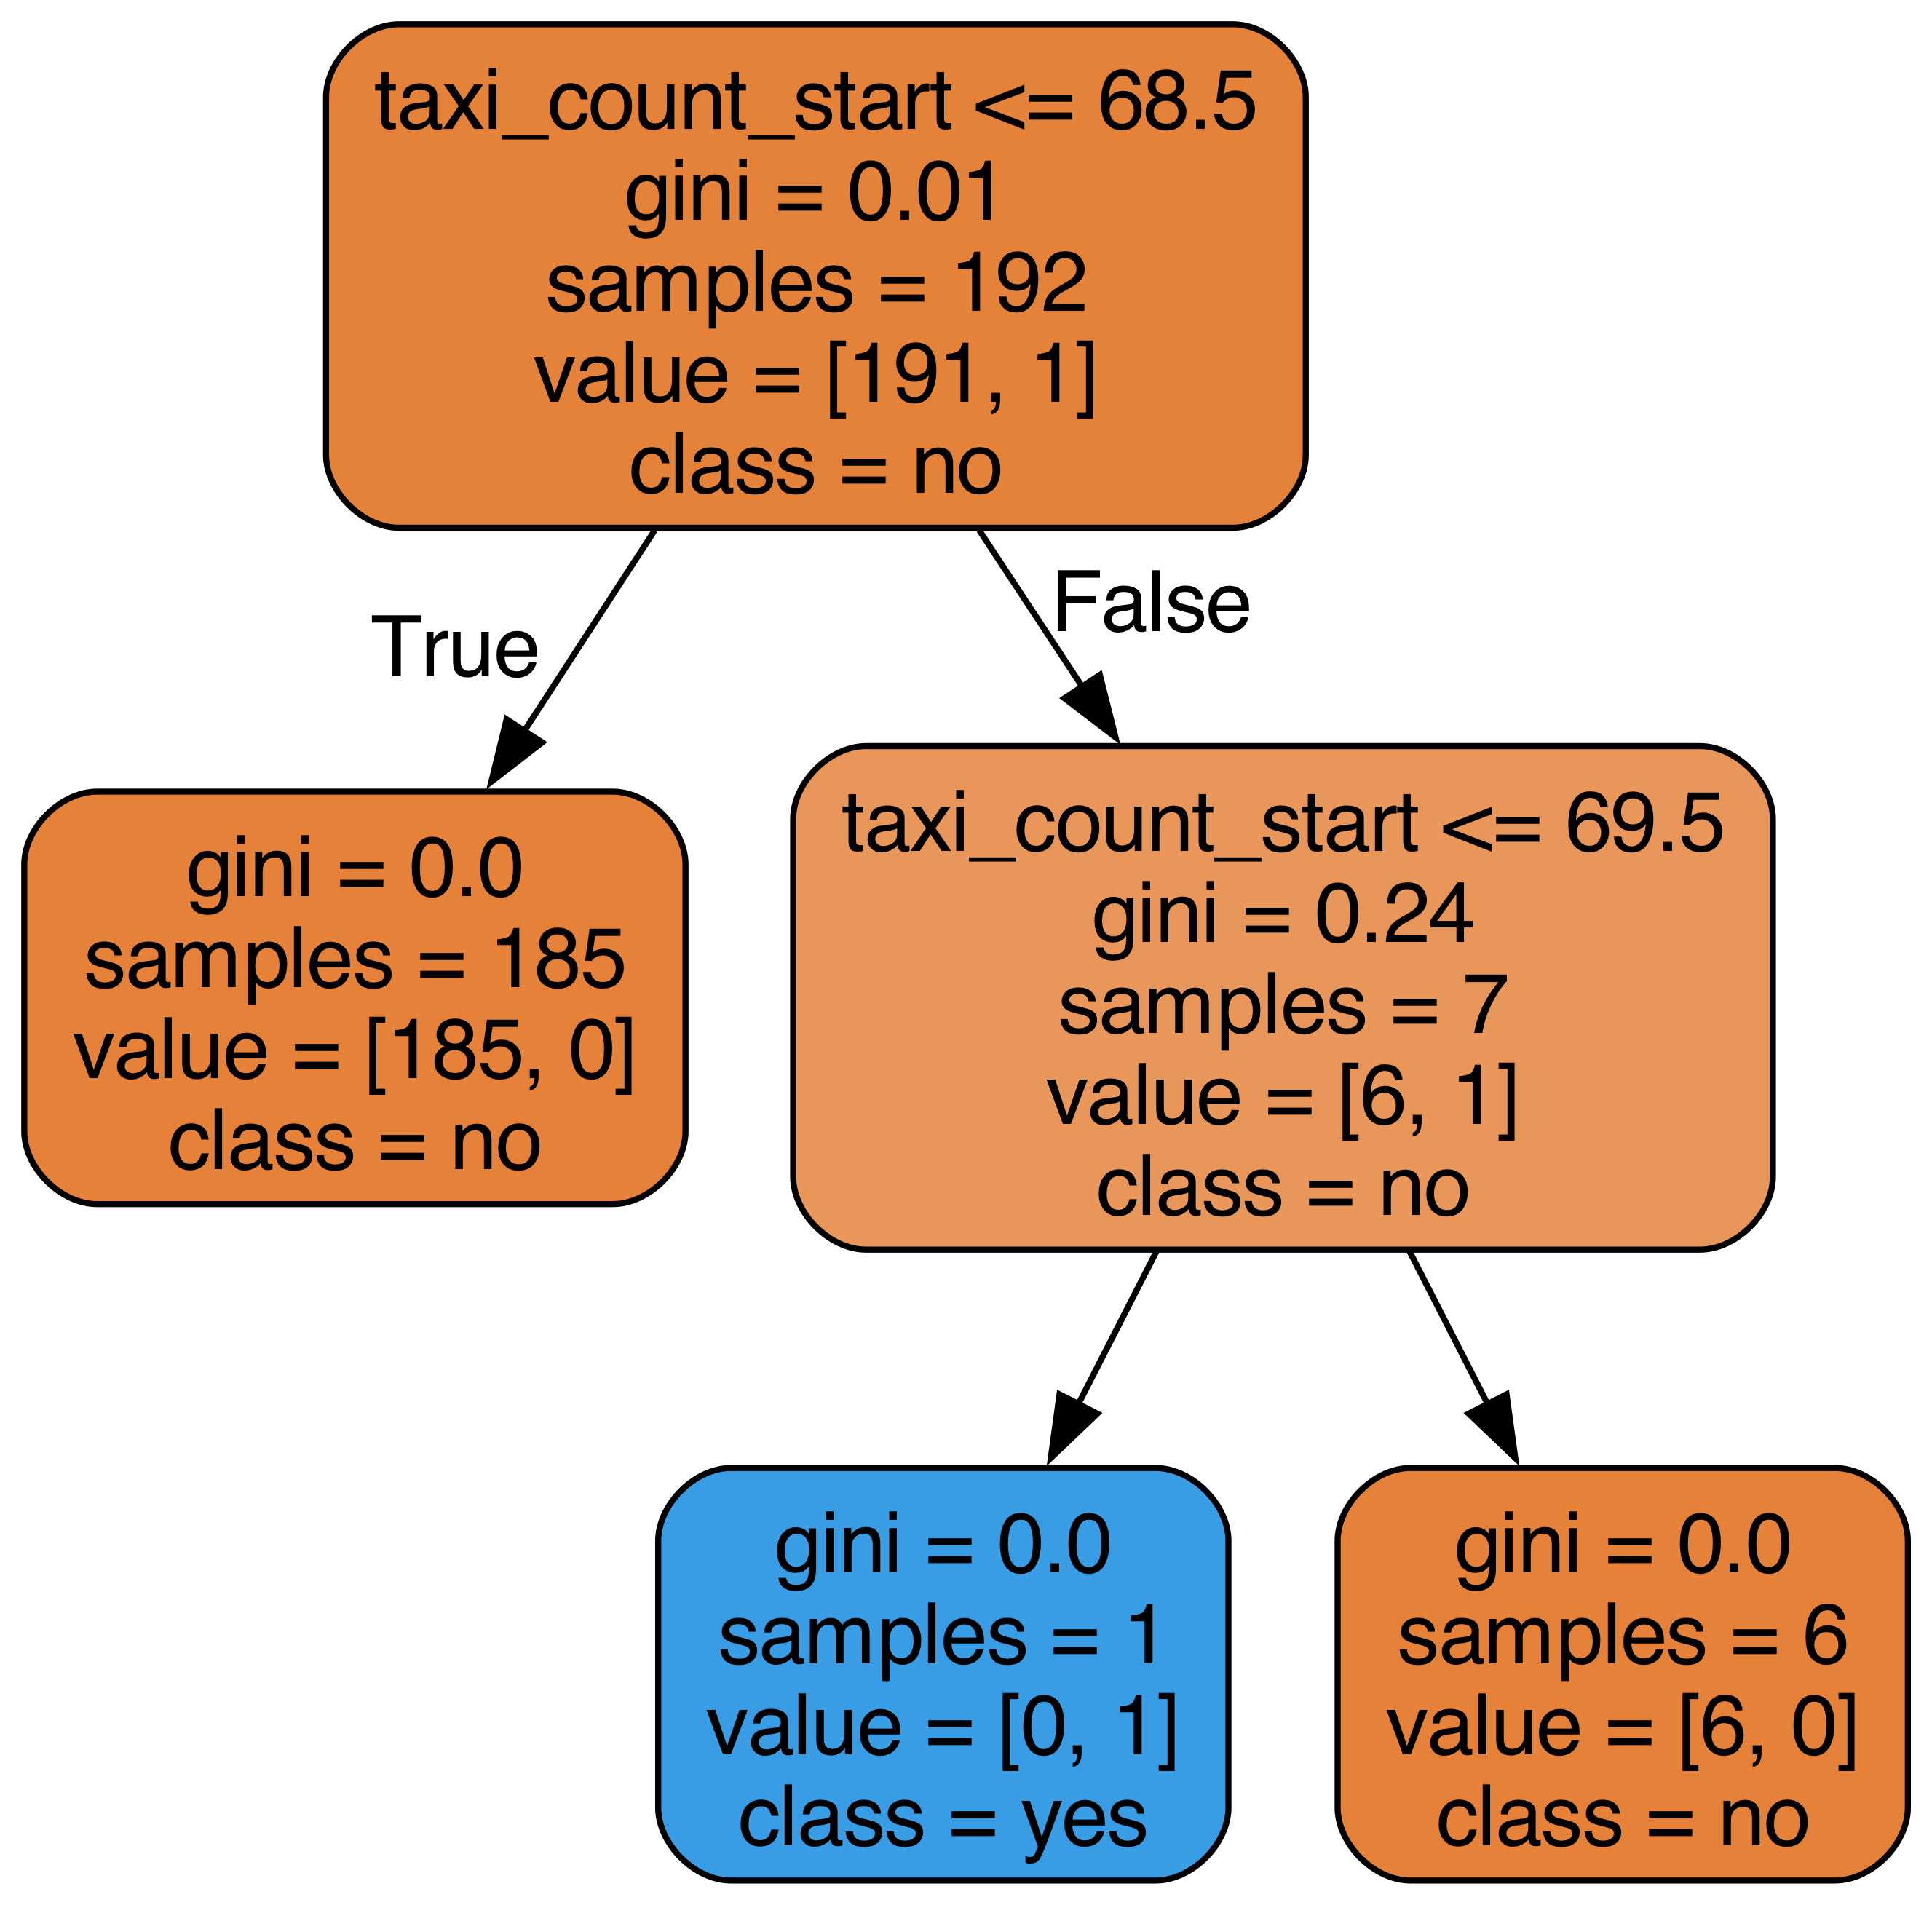 taxi_count_start <= 68.5
gini = 0.01
samples = 192
value = [191, 1]
class = no
True
False
gini = 0.0
samples = 185
value = [185, 0]
class = no
taxi_count_start <= 69.5
gini = 0.24
samples = 7
value = [6, 1]
class = no
gini = 0.0
samples = 1
value = [0, 1]
class = yes
gini = 0.0
samples = 6
value = [6, 0]
class = no